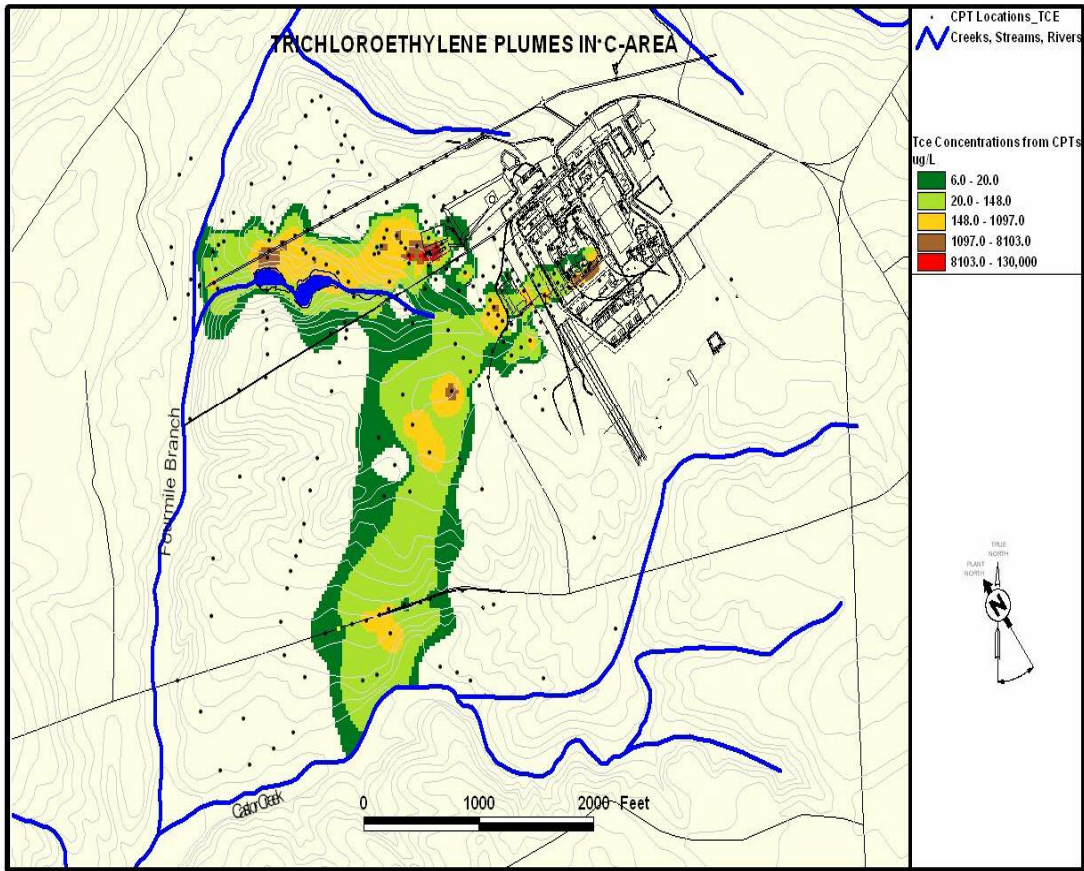 TRICHLOROETHYLENE PLUMES IN C-AREA
CPT Locations_TCE
Creeks, Streams, Rivers
Tce Concentrations from CPTs
ug/L
6.0 - 20.0
20.0 - 148.0
148.0 - 1097.0
1097.0 - 8103.0
8103.0 - 130,000
Fourmile Branch
TRUE
NORTH
PLANT
NORTH
N
Castor Creek
0 1000 2000 Feet